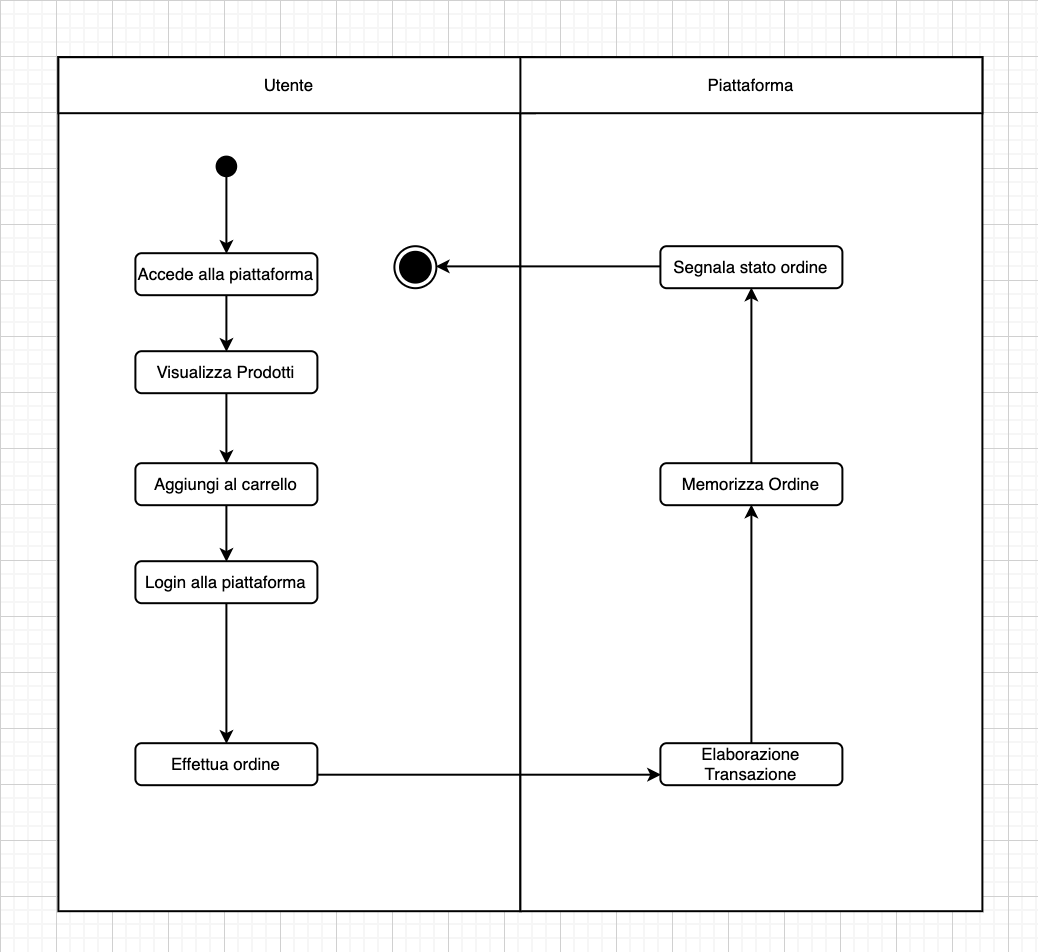 Utente
Piattaforma
Accede alla piattaforma
Segnala stato ordine
Visualizza Prodotti
Aggiungi al carrello
Memorizza Ordine
Login alla piattaforma
Effettua ordine
Elaborazione
Transazione